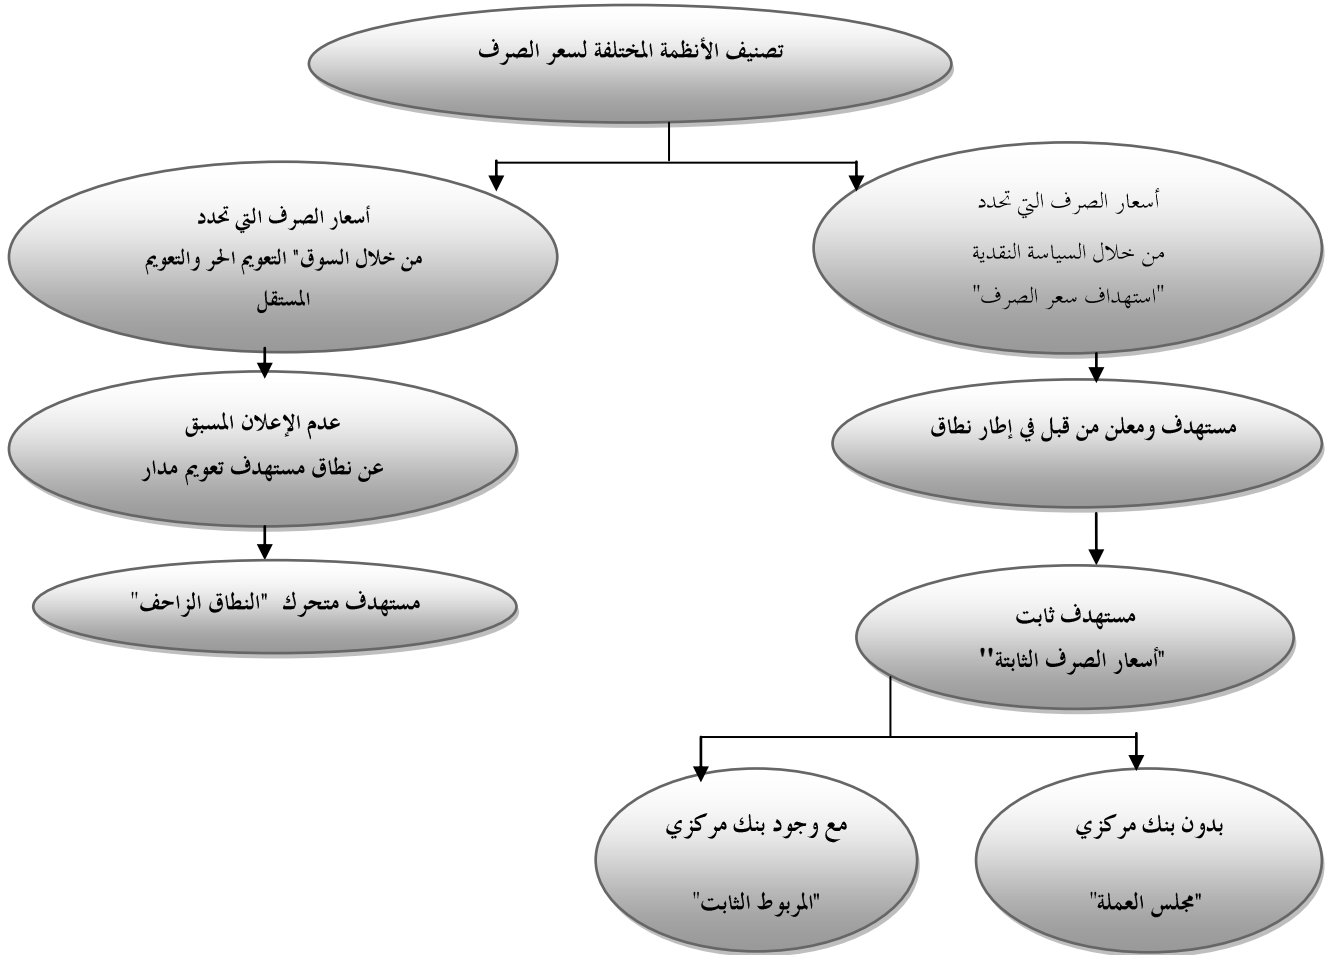 تصنيف الأنظمة المختلفة لسعر الصرف
أسعار الصرف التي تحدد
من خلال السياسة النقدية
"استهداف سعر الصرف"
أسعار الصرف التي تحدد
من خلال السوق" التعويم الحر والتعويم
المستقل
مستهدف ومعلن من قبل في إطار نطاق
عدم الإعلان المسبق
عن نطاق مستهدف تعويم مدار
مستهدف ثابت
"أسعار الصرف الثابتة''
مستهدف متحرك "النطاق الزاحف"
بدون بنك مركزي
"مجلس العملة"
مع وجود بنك مركزي
"المربوط الثابت"